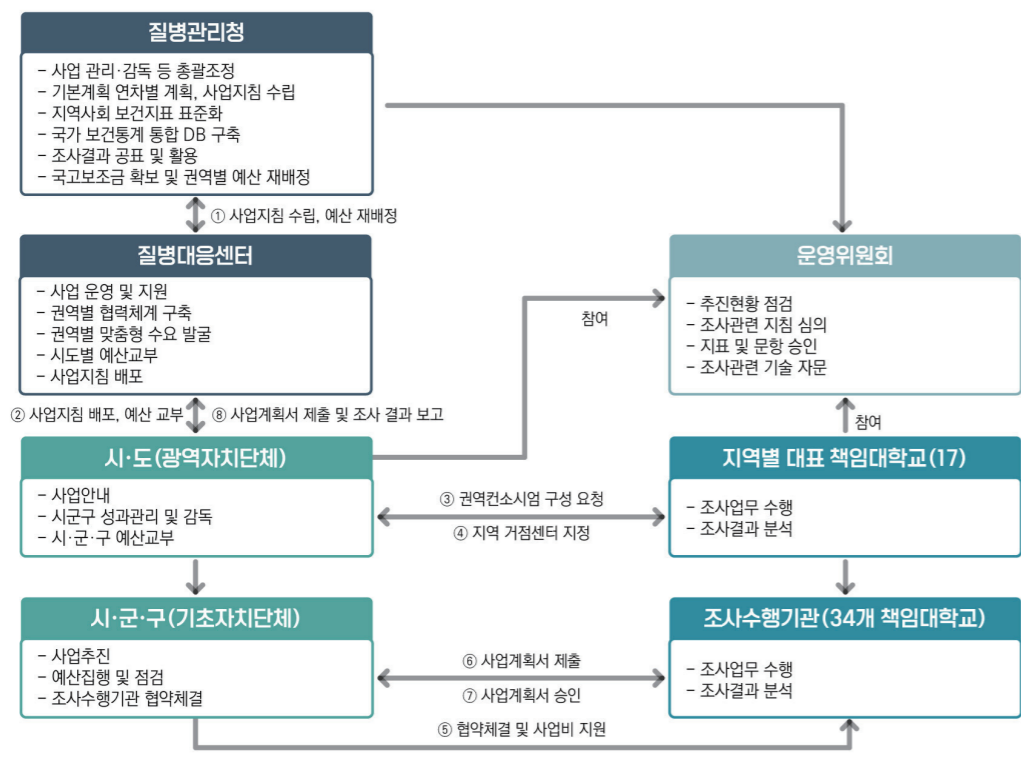 질병관리청
- 사업 관리·감독 등 총괄조정
- 기본계획 연차별 계획, 사업지침 수립
- 지역사회 보건지표 표준화
- 국가 보건통계 통합 DB 구축
- 조사결과 공표 및 활용
- 국고보조금 확보 및 권역별 예산 재배정
① 사업지침 수립, 예산 재배정
질병대응센터
- 사업 운영 및 지원
- 권역별 협력체계 구축
- 권역별 맞춤형 수요 발굴
- 시도별 예산교부
- 사업지침 배포
운영위원회
- 추진현황 점검
- 조사관련 지침 심의
- 지표 및 문항 승인
- 조사관련 기술 자문
참여
② 사업지침 배포, 예산 교부
⑧ 사업계획서 제출 및 조사 결과 보고
참여
시·도(광역자치단체)
- 사업안내
- 시군구 성과관리 및 감독
- 시·군·구 예산교부
③ 권역컨소시엄 구성 요청
④ 지역 거점센터 지정
지역별 대표 책임대학교(17)
- 조사업무 수행
- 조사결과 분석
시·군·구(기초자치단체)
- 사업추진
- 예산집행 및 점검
- 조사수행기관 협약체결
⑥ 사업계획서 제출
⑦ 사업계획서 승인
조사수행기관(34개 책임대학교)
- 조사업무 수행
- 조사결과 분석
⑤ 협약체결 및 사업비 지원